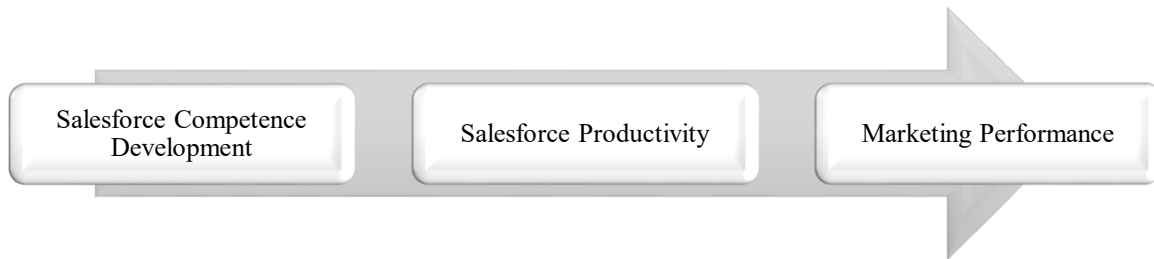 Salesforce Competence
Development
Salesforce Productivity
Marketing Performance